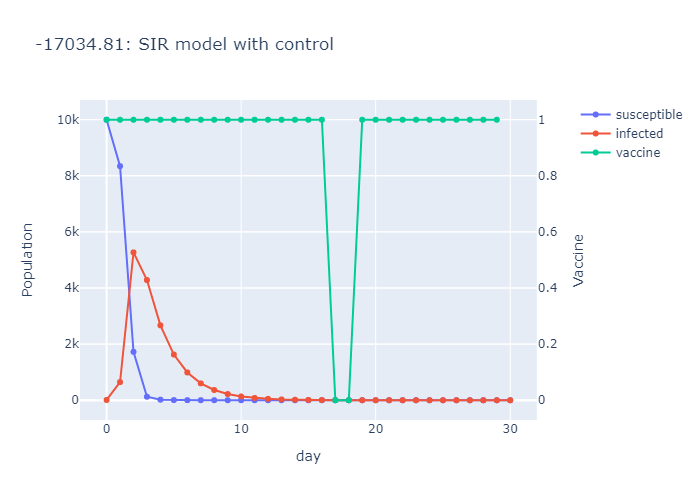 -17034.81: SIR model with control
susceptible
infected
vaccine
10k
8k
6k
4k
2k
0
Population
1
0.8
0.6
0.4
0.2
0
Vaccine
0
10
20
30
day